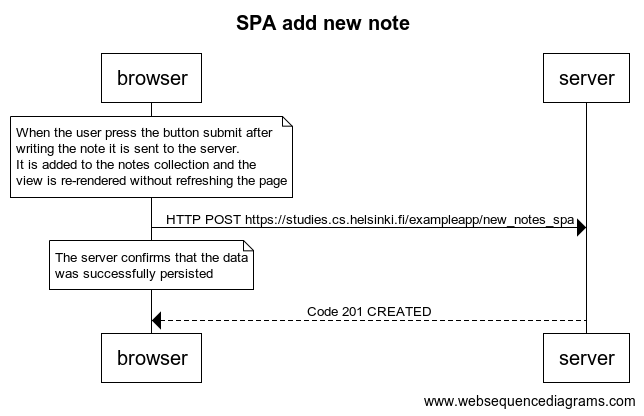 SPA add new note
browser
server
When the user press the button submit after
writing the note it is sent to the server.
It is added to the notes collection and the
view is re-rendered without refreshing the page
HTTP POST https://studies.cs.helsinki.fi/exampleapp/new_notes_spa
The server confirms that the data
was successfully persisted
Code 201 CREATED
browser
server
www.websequencediagrams.com